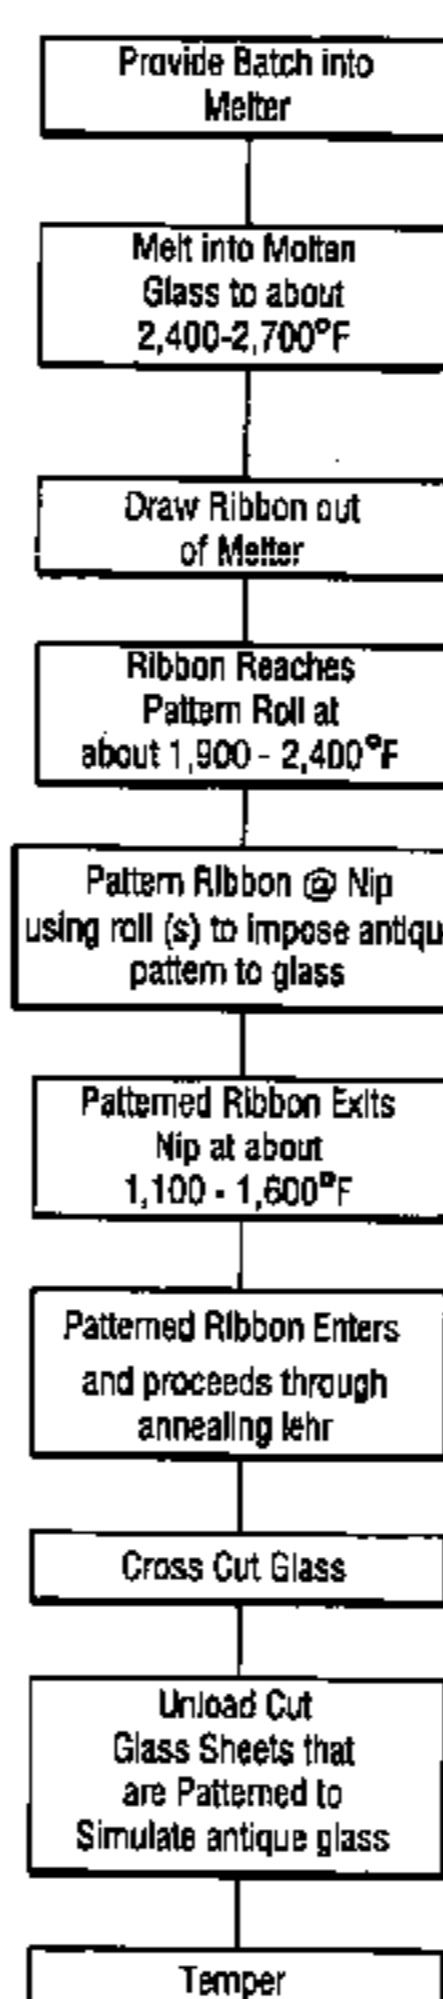 Provide Batch into
Melter
Melt into Molten
Glass to about
2,400-2,700°F
Draw Ribbon out
of Melter
Ribbon Reaches
Pattern Roll at
about 1,900 - 2,400°F
Pattern Ribbon @ Nip
using roll (s) to impose antiqu
pattern to glass
Patterned Ribbon Exits
Nip at about
1,100 - 1,600°F
Patterned Ribbon Enters
and proceeds through
annealing lehr
Cross Cut Glass
Unload Cut
Glass Sheets that
are Patterned to
Simulate antique glass
Temper